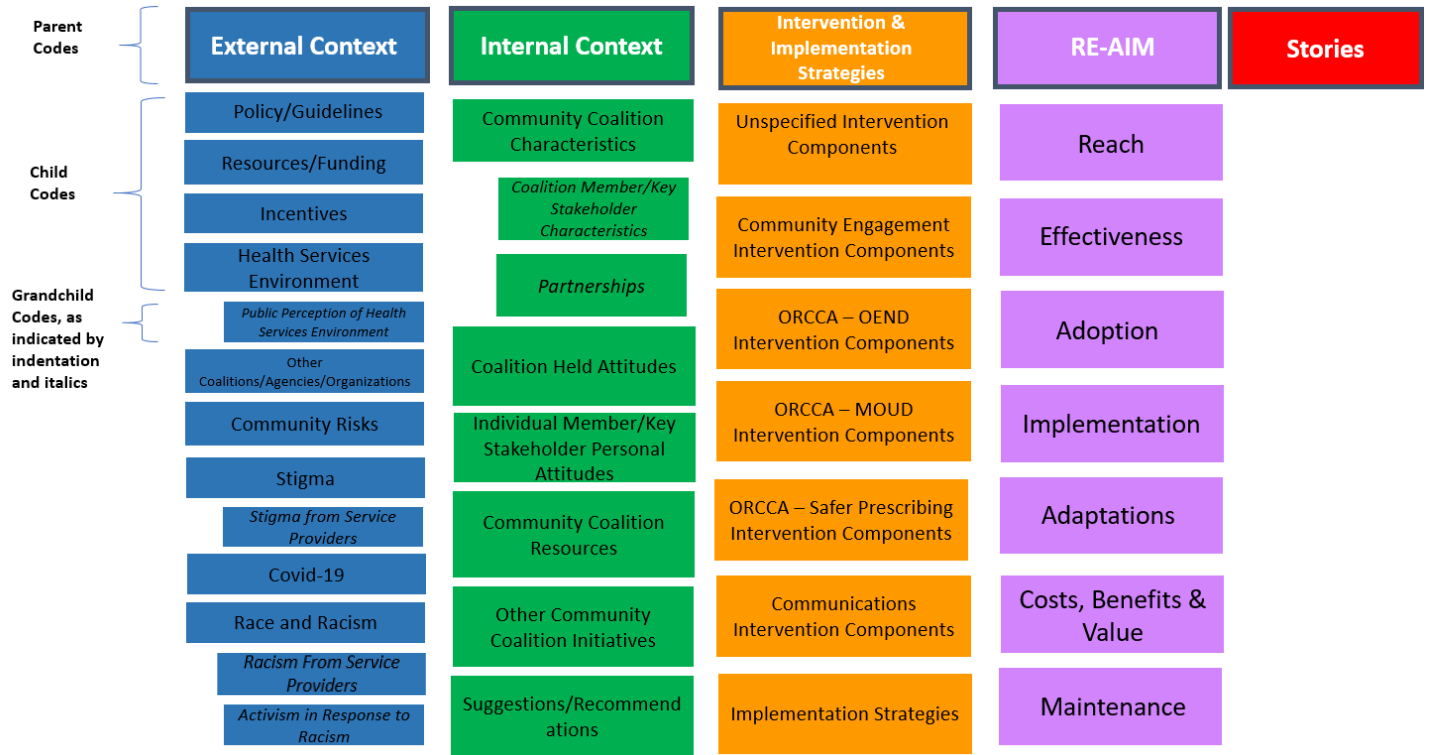 Parent
Codes
Child
Codes
Grandchild
Codes, as
indicated by
indentation
and italics
External Context
Policy/Guidelines
Resources/Funding
Incentives
Health Services
Environment
Public Perception of Health
Services Environment
Other
Coalitions/Agencies/Organizations
Community Risks
Stigma
Stigma from Service
Providers
Covid-19
Race and Racism
Racism From Service
Providers
Activism in Response to
Racism
Internal Context
Community Coalition
Characteristics
Coalition Member/Key
Stakeholder
Characteristics
Partnerships
Coalition Held Attitudes
Individual Member/Key
Stakeholder Personal
Attitudes
Community Coalition
Resources
Other Community
Coalition Initiatives
Suggestions/Recommend
ations
Intervention &
Implementation
Strategies
Unspecified Intervention
Components
Community Engagement
Intervention Components
ORCCA – OEND
Intervention Components
ORCCA – MOUD
Intervention Components
ORCCA – Safer Prescribing
Intervention Components
Communications
Intervention Components
Implementation Strategies
RE-AIM
Reach
Effectiveness
Adoption
Implementation
Adaptations
Costs, Benefits &
Value
Maintenance
Stories